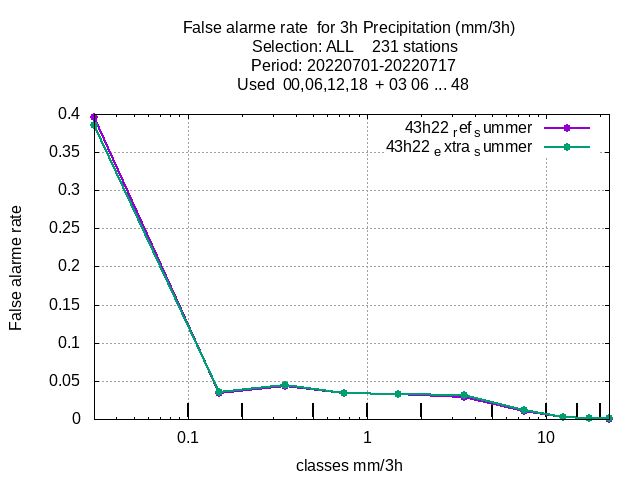 False alarme rate  for 3h Precipitation (mm/3h)
Selection: ALL    231 stations
Period: 20220701-20220717
Used  00,06,12,18  + 03 06 ... 48
43h22 ref summer
43h22 extra summer
0.4
0.35
0.3
0.25
0.2
0.15
0.1
0.05
0
False alarme rate
0.1 1 10
classes mm/3h